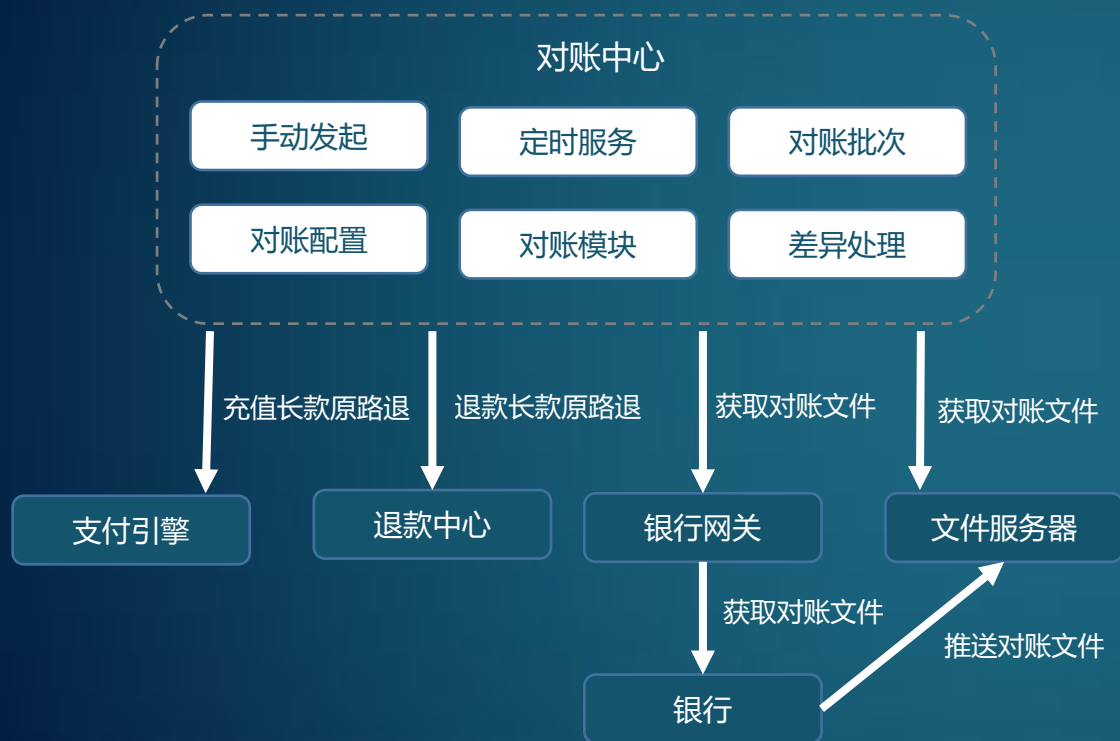 对账中心
手动发起
定时服务
对账批次
对账配置
对账模块
差异处理
充值长款原路退
退款长款原路退
获取对账文件
获取对账文件
支付引擎
退款中心
银行网关
文件服务器
获取对账文件
推送对账文件
银行